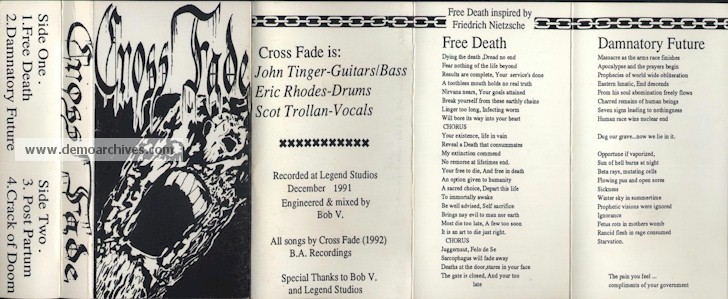 Side One . .
1.Free Death
2.Damnatory Future
Side Two . .
3. Post Partum
4.Crack of Doom
Cross Fade
Cross Fade
www.demoarchives.com
Cross Fade is:
John Tinger-Guitars/Bass
Eric Rhodes-Drums
Scot Trollan-Vocals
xxxxxxxxxxxx
Recorded at Legend Studios
December 1991
Engineered & mixed by
Bob V.
All songs by Cross Fade (1992)
B.A. Recordings
Special Thanks to Bob V.
and Legend Studios
Free Death inspired by
Friedrich Nietzsche
Free Death
Dying the death ,Dread no end
Fear nothing of the life beyond
Results are complete, Your service's done
A toothless mouth holds no real truth
Nirvana nears, Your goals attained
Break yourself from these earthly chains
Linger too long, Infecting worm
Will bore its way into your heart
CHORUS
Your existence, life in vain
Reveal a Death that consummates
My extinction commend
No remorse at lifetimes end.
Your free to die, And free in death
An option given to humanity
A sacred choice, Depart this life
To immortally awake
Be well advised, Self sacrifice
Brings nay evil to man nor earth
Most die too late, A few too soon
It is an art to die just right.
CHORUS
Juggernaut, Felo de Se
Sarcophagus will fade away
Deaths at the door,stares in your face
The gate is closed, And your too
late
Damnatory Future
Massacre as the arms race finishes
Apocalypse and the prayers begin
Prophecies of world wide obliteration
Eastern lunatic, End descends
From his soul abomination freely flows
Charred remains of human beings
Seven signs leading to nothingness
Human race wins nuclear end
Dug our grave...now we lie in it.
Opportune if vaporized,
Sun of hell burns at night
Beta rays, mutating cells
Flowing pus and open sores
Sickness
Winter sky in summertime
Prophetic visions were ignored
Ignorance
Fetus rots in mothers womb
Rancid flesh in rage consumed
Starvation.
The pain you feel ...
compliments of your government